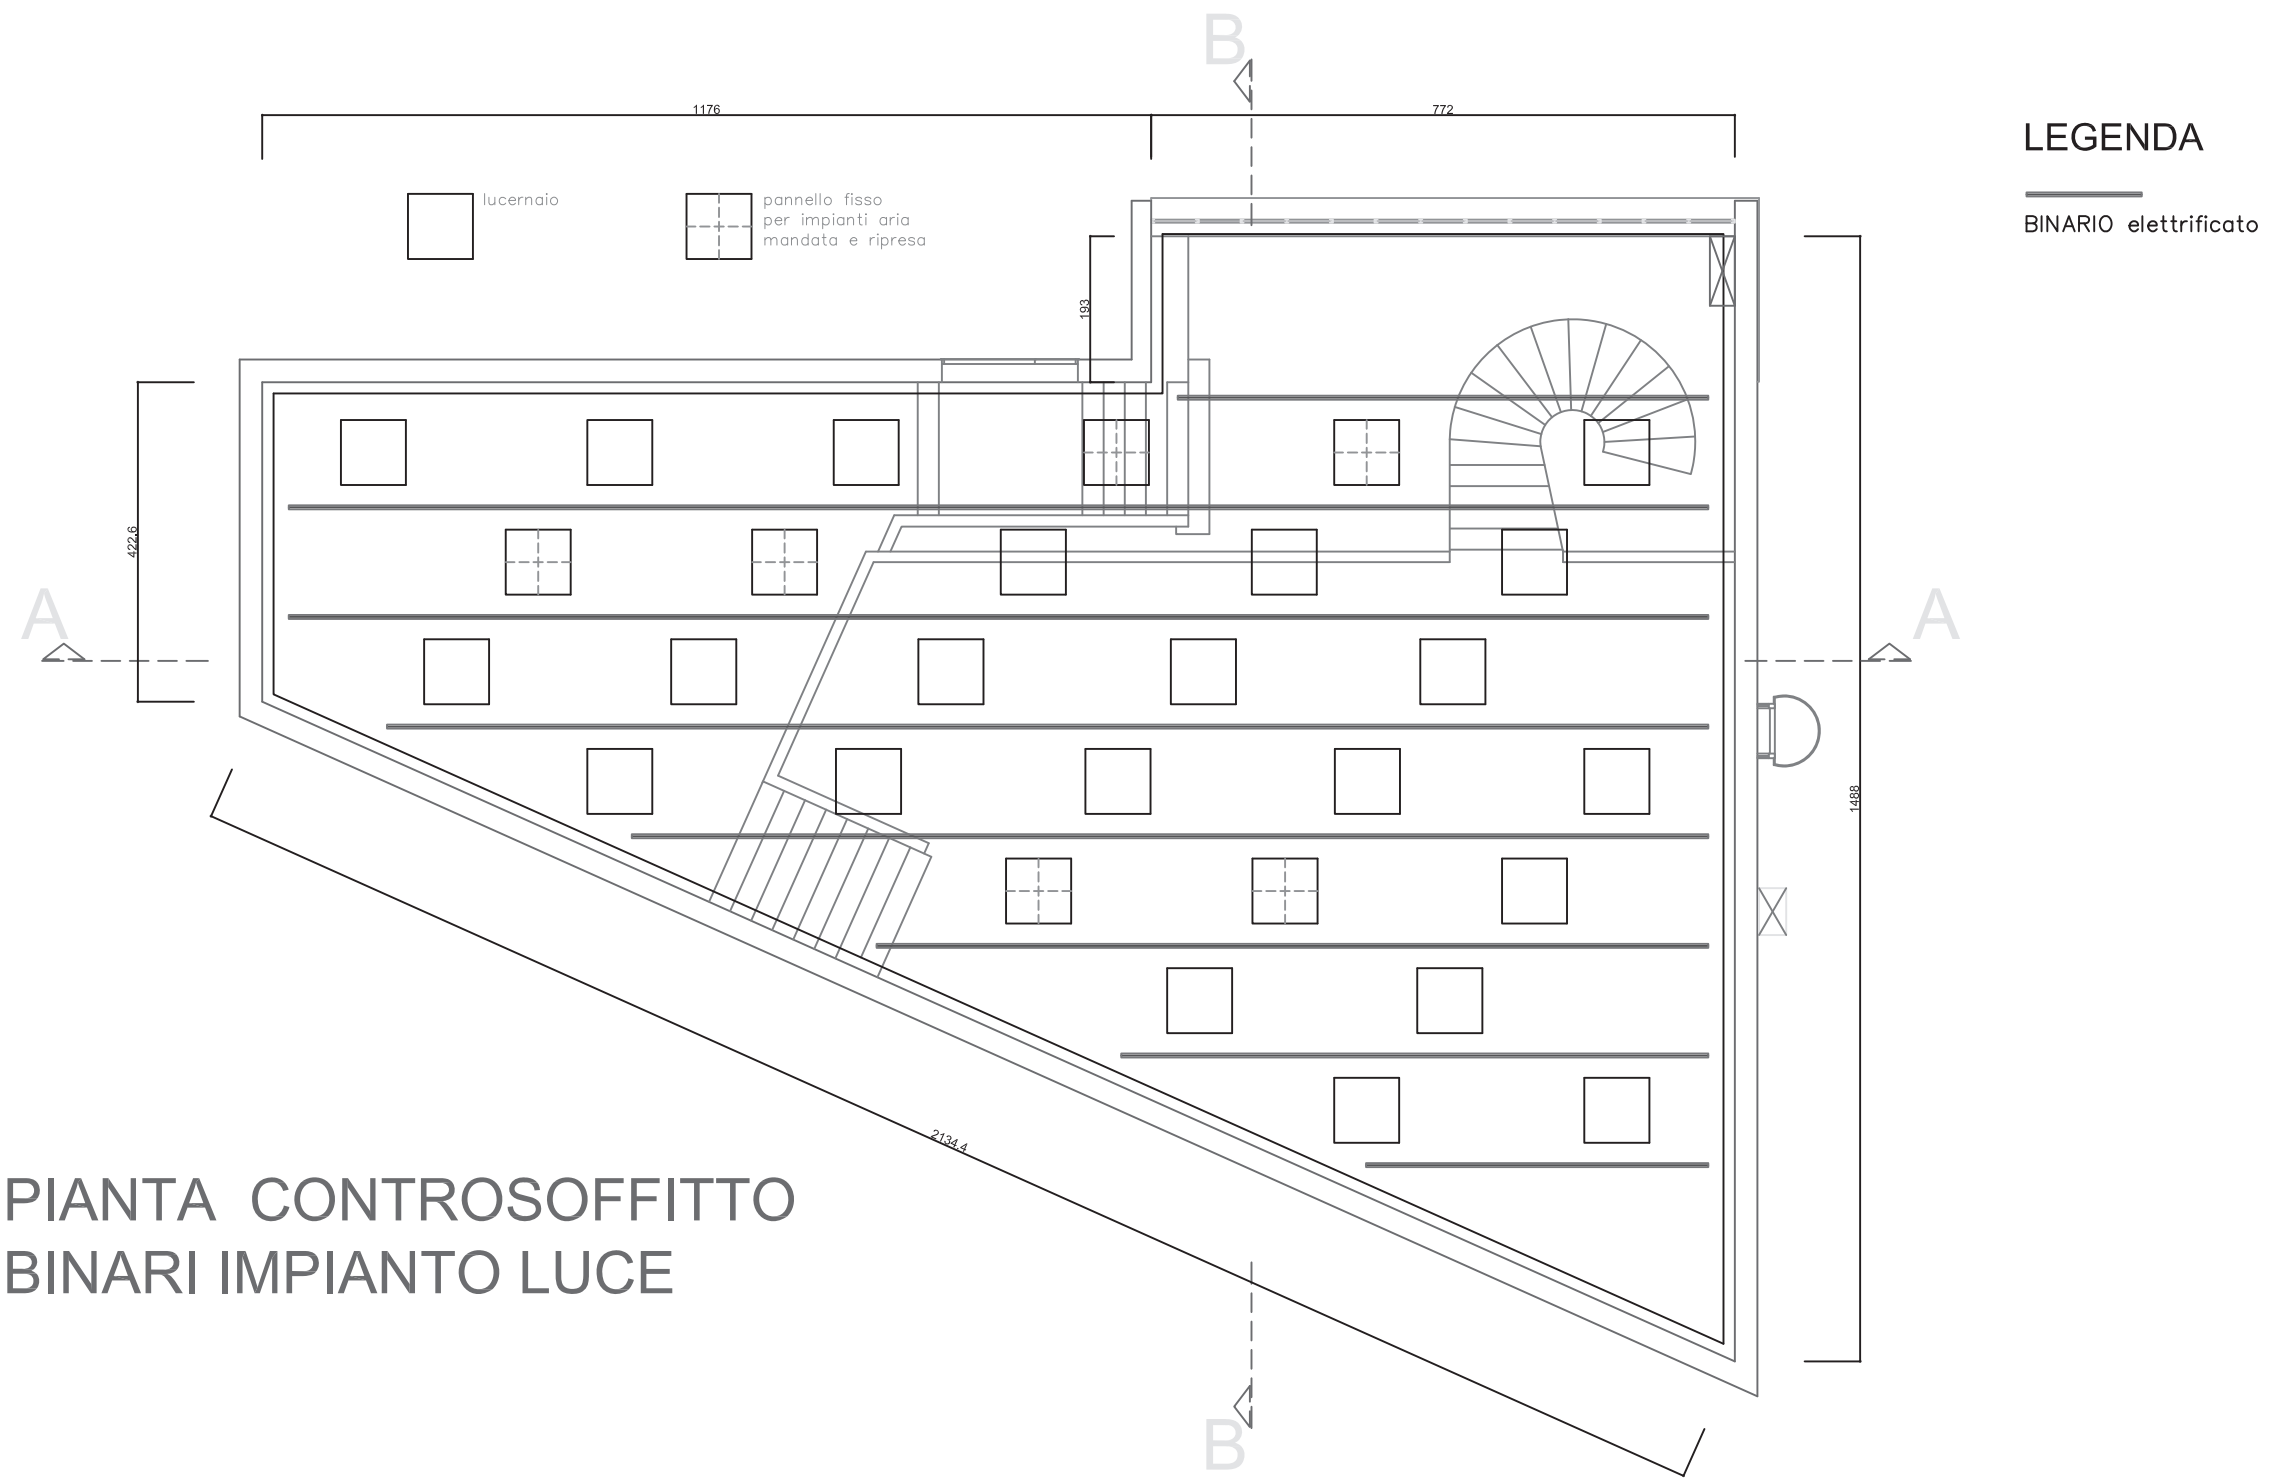 B
1176
772
LEGENDA
lucernaio
pannello fisso
per impianti aria
mandata e ripresa
BINARIO elettrificato
193
422.6
A
A
1488
2134.4
PIANTA CONTROSOFFITTO
BINARI IMPIANTO LUCE
B